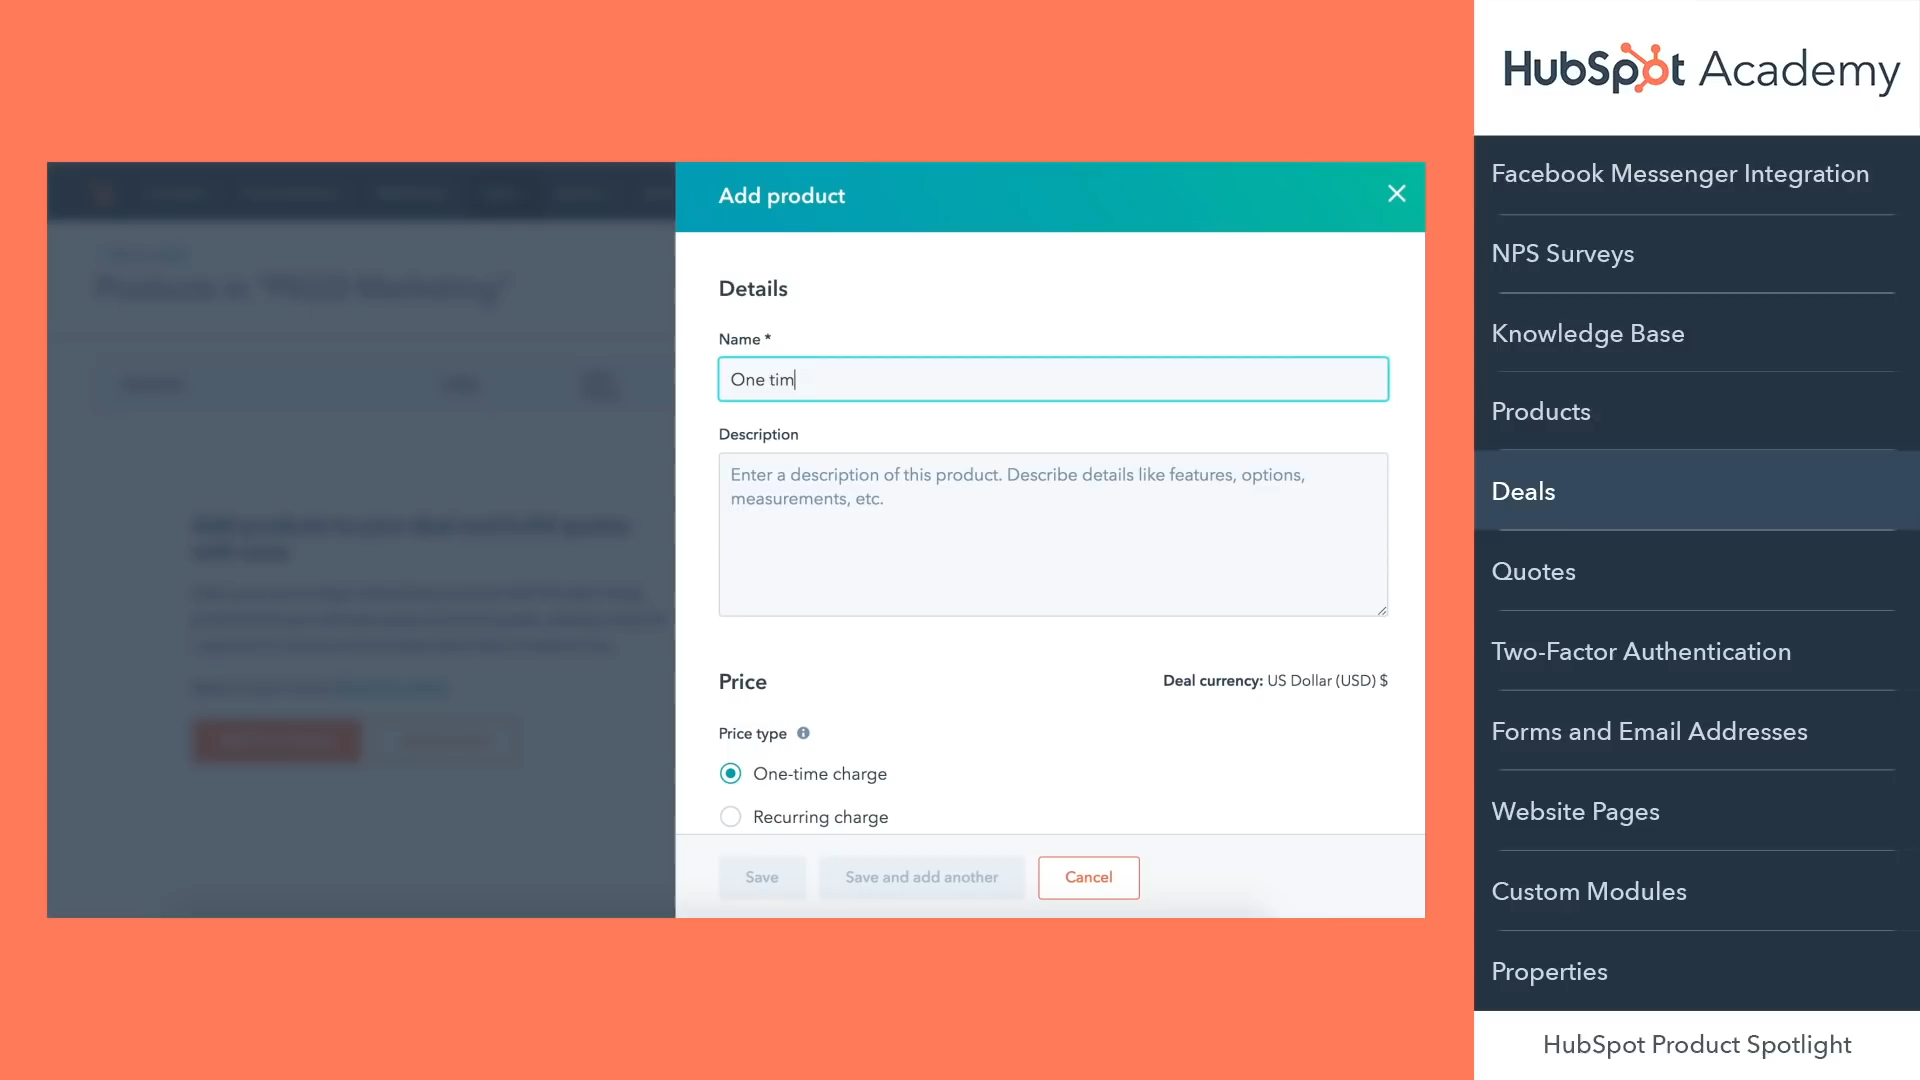 Add product
Details
Name *
One tim
Description
Enter a description of this product. Describe details like features, options,
measurements, etc.
Price
Deal currency: US Dollar (USD) $
Price type
One-time charge
Recurring charge
Save
Save and add another
Cancel
HubSpot Academy
Facebook Messenger Integration
NPS Surveys
Knowledge Base
Products
Deals
Quotes
Two-Factor Authentication
Forms and Email Addresses
Website Pages
Custom Modules
Properties
HubSpot Product Spotlight